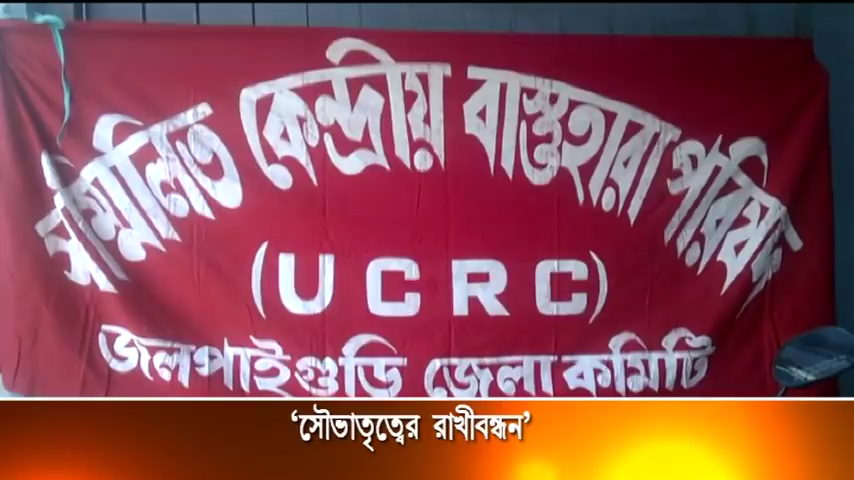 সম্মিলিত কেন্দ্রীয় বাস্তুহারা পরিষদ
(UCRC)
জলপাইগুড়ি জেলা কমিটি
‘সৌভাতৃত্বের রাখীবন্ধন’